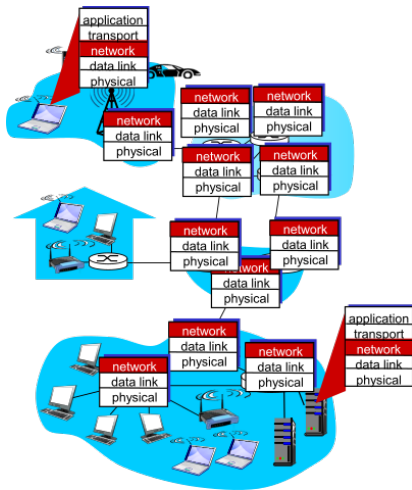 application
transport
network
data link
physical
network
data link
physical
network
data link
physical
network
data link
physical
network
data link
physical
network
data link
physical
network
data link
physical
network
data link
physical
network
data link
physical
network
data link
physical
application
transport
network
data link
physical
network
data link
physical
network
data link
physical